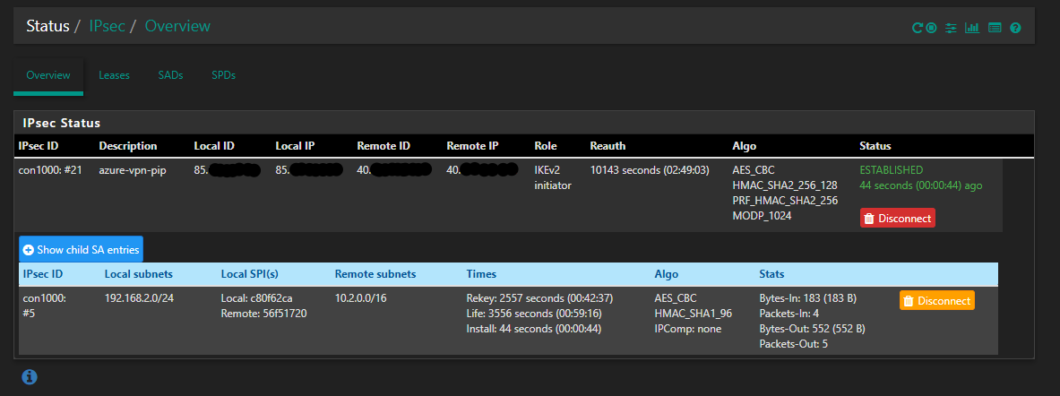 Status / IPsec / Overview
Overview Leases SADs SPDs
IPsec Status
IPsec ID Description Local ID Local IP Remote ID Remote IP Role Reauth Algo Status
con1000: #21 azure-vpn-pip 85. 85. 40. 40. IKEv2 10143 seconds (02:49:03) AES_CBC ESTABLISHED
initiator HMAC_SHA2_256_128 44 seconds (00:00:44) ago
PRF_HMAC_SHA2_256
MODP_1024 Disconnect
Show child SA entries
IPsec ID Local subnets Local SPI(s) Remote subnets Times Algo Stats
con1000: 192.168.2.0/24 Local: c80f62ca 10.2.0.0/16 Rekey: 2557 seconds (00:42:37) AES_CBC Bytes-In: 183 (183 B) Disconnect
#5 Remote: 56f51720 Life: 3556 seconds (00:59:16) HMAC_SHA1_96 Packets-In: 4
Install: 44 seconds (00:00:44) IPComp: none Bytes-Out: 552 (552 B)
Packets-Out: 5